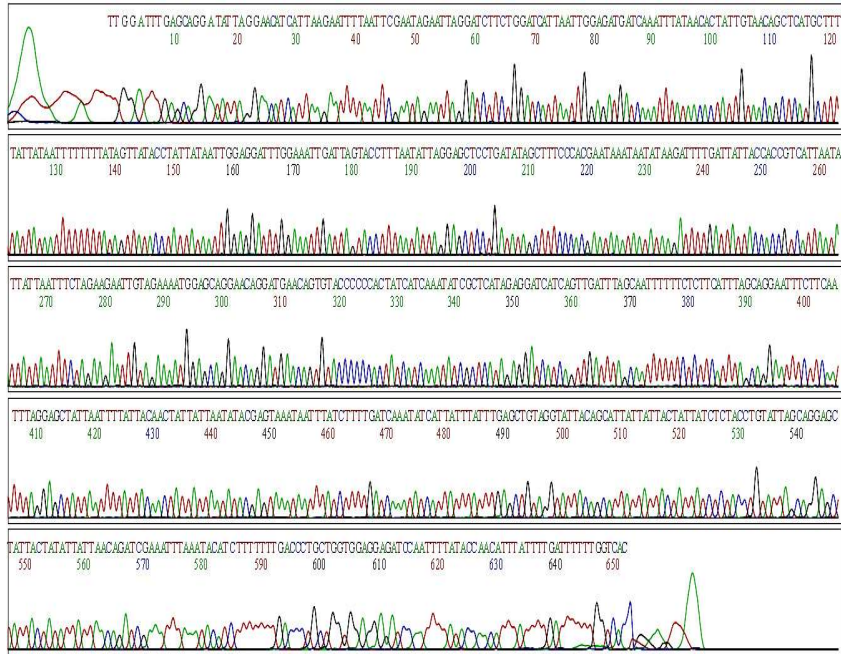 TTGGATTTGAGCAGGATATTAGGAACATCATTAAGAATTTTAATTCGAATAGAATTAGGATCTTCTGGATCATTAATTGGAGATGATCAAATTTATAACACTATTGTAACAGCTCATGCTTTT
10 20 30 40 50 60 70 80 90 100 110 120
TATTATAATTTTTTTTATAGTTATACCTATTATAATTGGAGGATTTGGAAATTGATTAGTACCTTTAATATTAGGAGCTCCTGATATAGCTTTCCCACGAATAAATAATATAAGATTTTGATTATTACCACCGTCATTAATA
130 140 150 160 170 180 190 200 210 220 230 240 250 260
TTATTAATTTCTAGAAGAATTGTAGAAAATGGAGCAGGAACAGGATGAACAGTGTACCCCCCACTATCATCAAATATCGCTCATAGAGGATCATCAGTTGATTTAGCAATTTTTTCTCTTCATTTAGCAGGAATTTCTTCAA
270 280 290 300 310 320 330 340 350 360 370 380 390 400
TTTAGGAGCTATTAATTTTATTACAACTATTATTAATATACGAGTAAATAATTTATCTTTTGATCAAATATCATTATTTATTTGAGCTGTAGGTATTACAGCATTATTATTACTATTATCTCTACCTGTATTAGCAGGAGC
410 420 430 440 450 460 470 480 490 500 510 520 530 540
TATTACTATATTATTAACAGATCGAAATTTAAATACATCTTTTTTTGACCCTGCTGGTGGAGGAGATCCAATTTTATACCAACATTTATTTTGATTTTTTGGTCAC
550 560 570 580 590 600 610 620 630 640 650